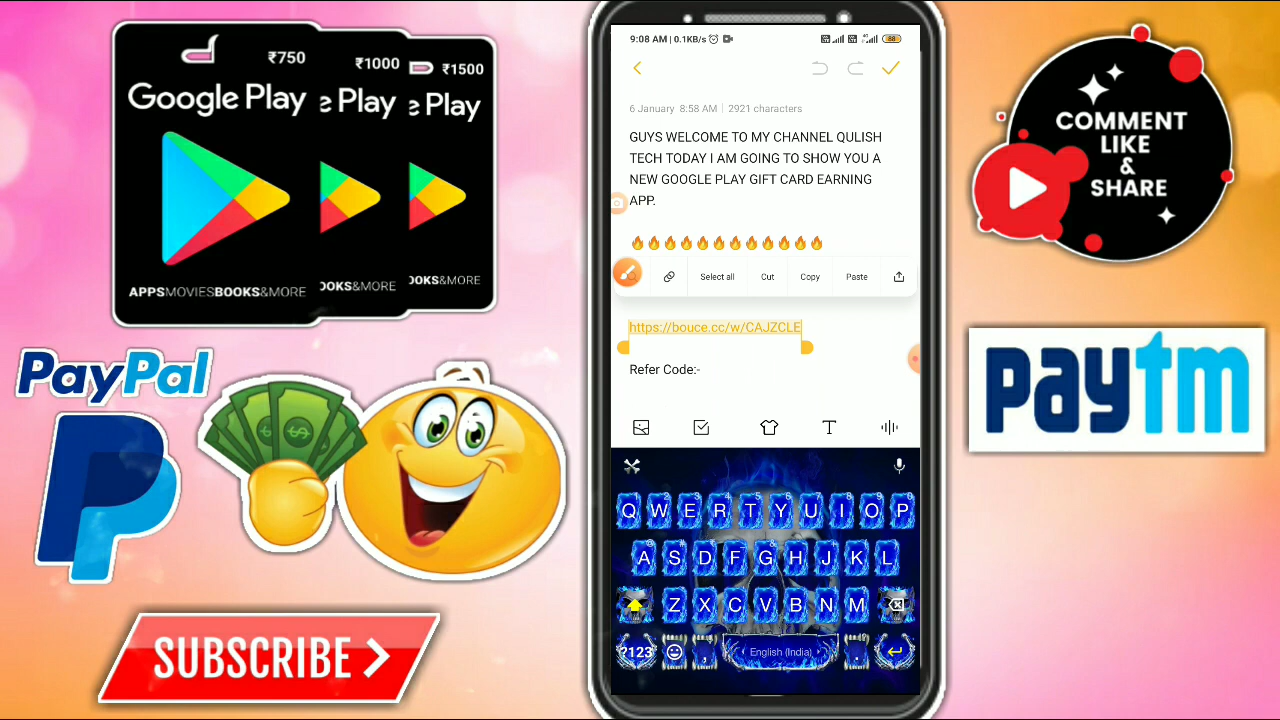 ₹750
Google Play
APPSMOVIESBOOKS&MORE
₹1000
e Play
OOKS&MORE
₹1500
e Play
OOKS&MORE
PayPal
SUBSCRIBE
9:08 AM | 0.1KB/s
88
6 January 8:58 AM | 2921 characters
GUYS WELCOME TO MY CHANNEL QULISH
TECH TODAY I AM GOING TO SHOW YOU A
NEW GOOGLE PLAY GIFT CARD EARNING
APP.
Select all Cut Copy Paste
https://bouce.cc/w/CAJZCLE
Refer Code:-
T
Q W E R T Y U I O P
A S D F G H J K L
Z X C V B N M
?123 , English (India)
COMMENT
LIKE
&
SHARE
paytm